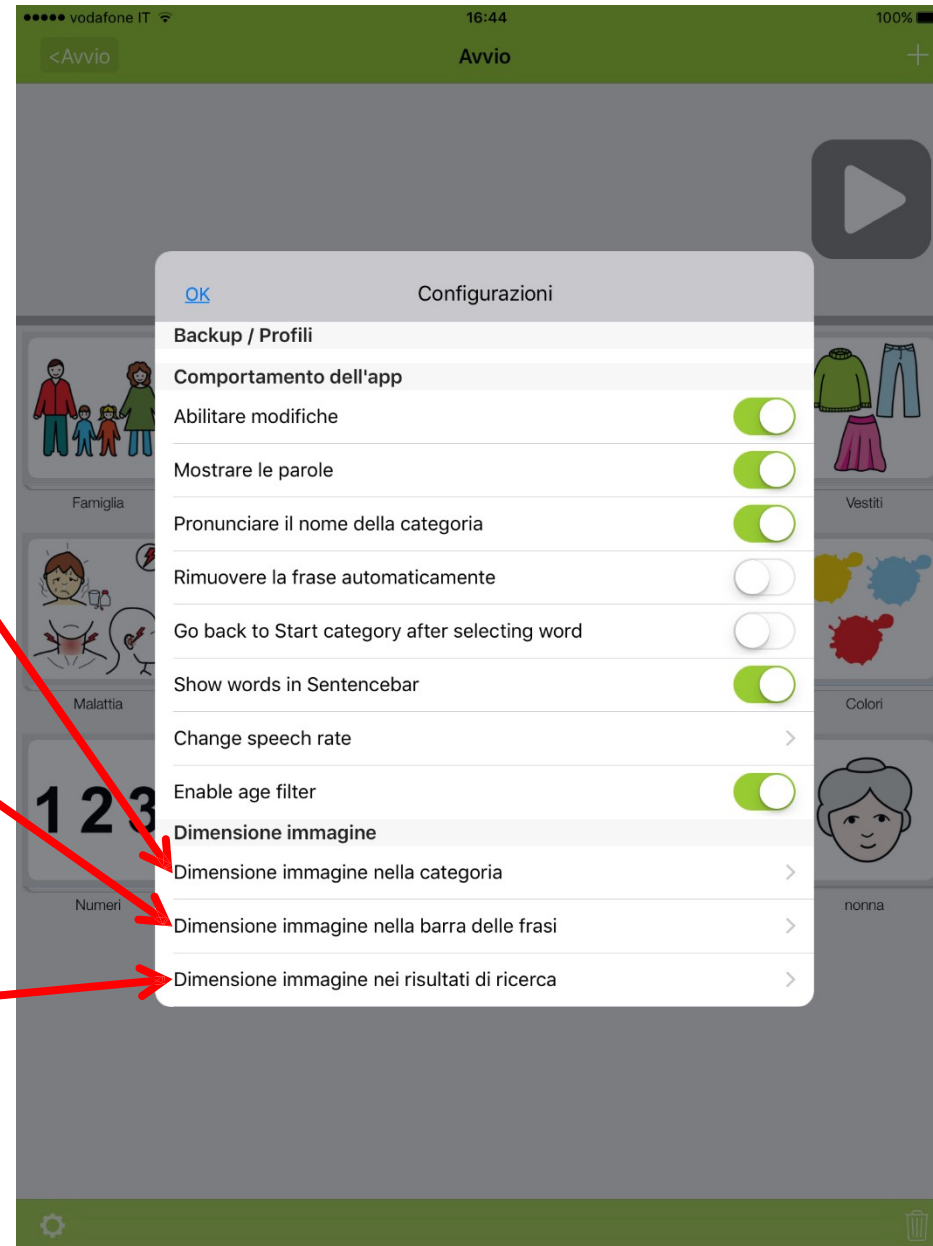 vodafone IT 16:44 100%
<Avvio Avvio +
OK Configurazioni
Backup / Profili
Comportamento dell'app
Abilitare modifiche
Mostrare le parole
Pronunciare il nome della categoria
Rimuovere la frase automaticamente
Go back to Start category after selecting word
Show words in Sentencebar
Change speech rate
Enable age filter
Dimensione immagine
Dimensione immagine nella categoria
Dimensione immagine nella barra delle frasi
Dimensione immagine nei risultati di ricerca
Famiglia Vestiti
Malattia Colori
1 2 3
Numeri nonna